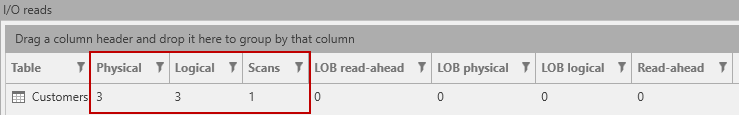 I/O reads
Drag a column header and drop it here to group by that column
Table Physical Logical Scans LOB read-ahead LOB physical LOB logical Read-ahead
Customers 3 3 1 0 0 0 0